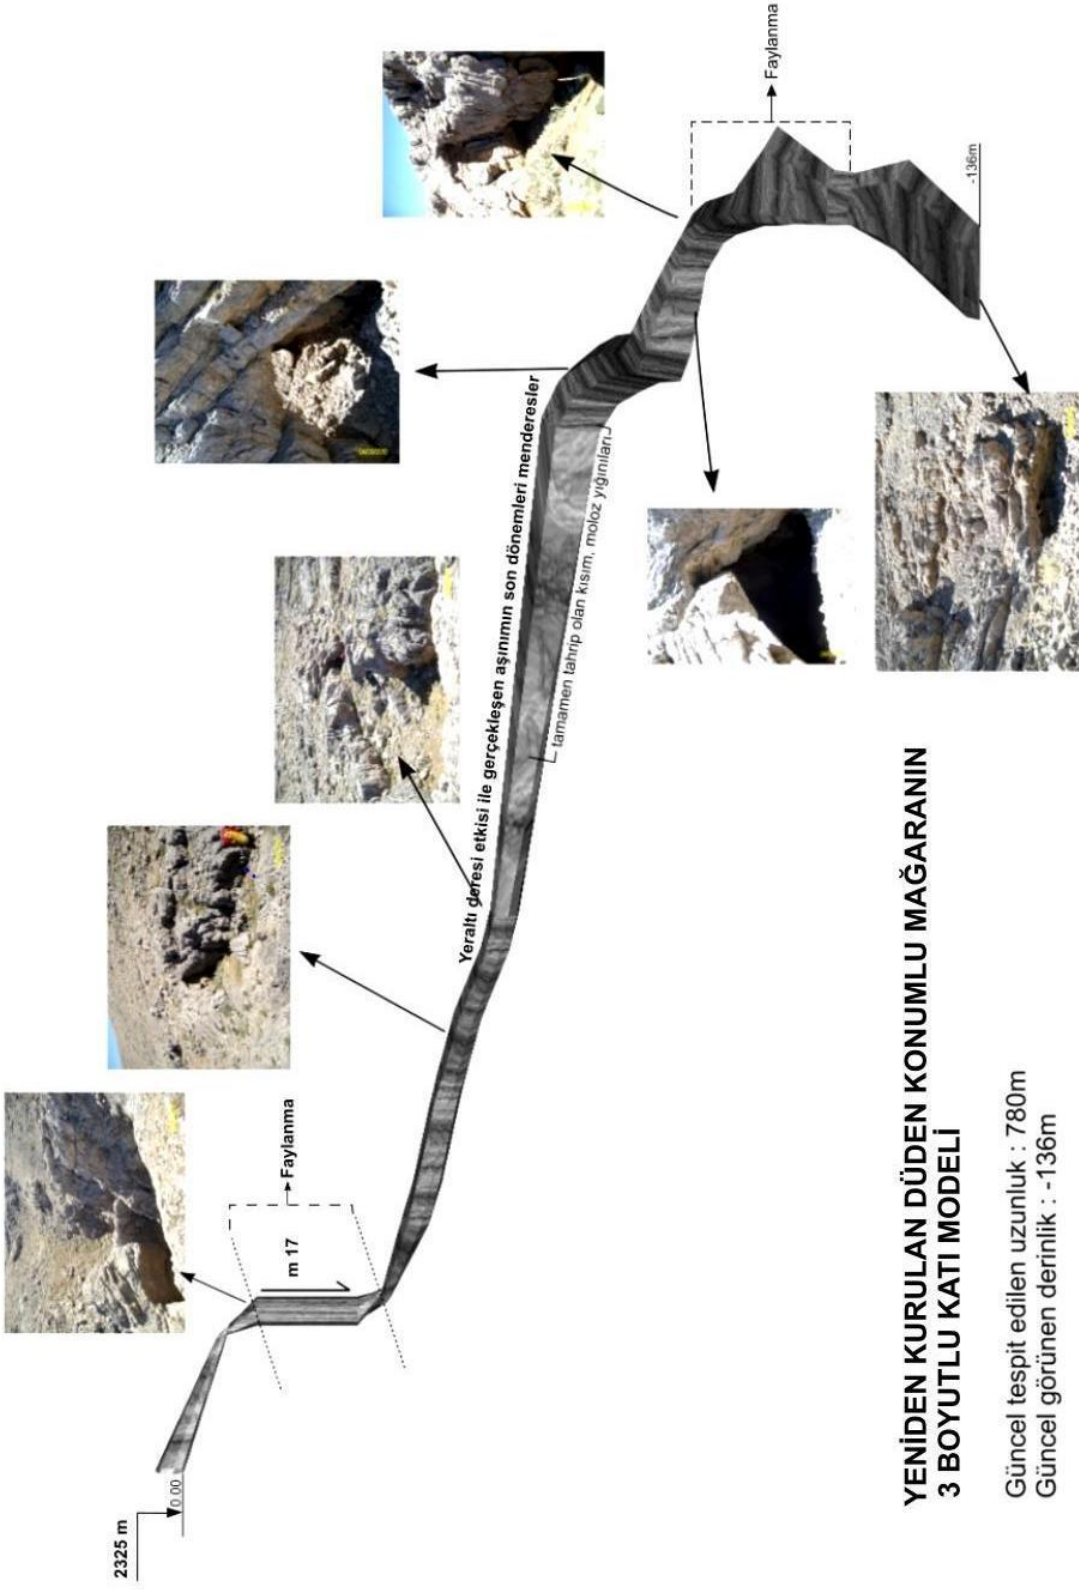 2325 m
0.00
m 17
Faylanma
Yeraltı deresi etkisi ile gerçekleşen aşınımın son dönemleri menderesler
tamamen tahrip olan kısım, moloz yığınıları
Faylanma
-136m
YENİDEN KURULAN DÜDEN KONUMLU MAĞARANIN
3 BOYUTLU KATI MODELİ
Güncel tespit edilen uzunluk : 780m
Güncel görünen derinlik : -136m